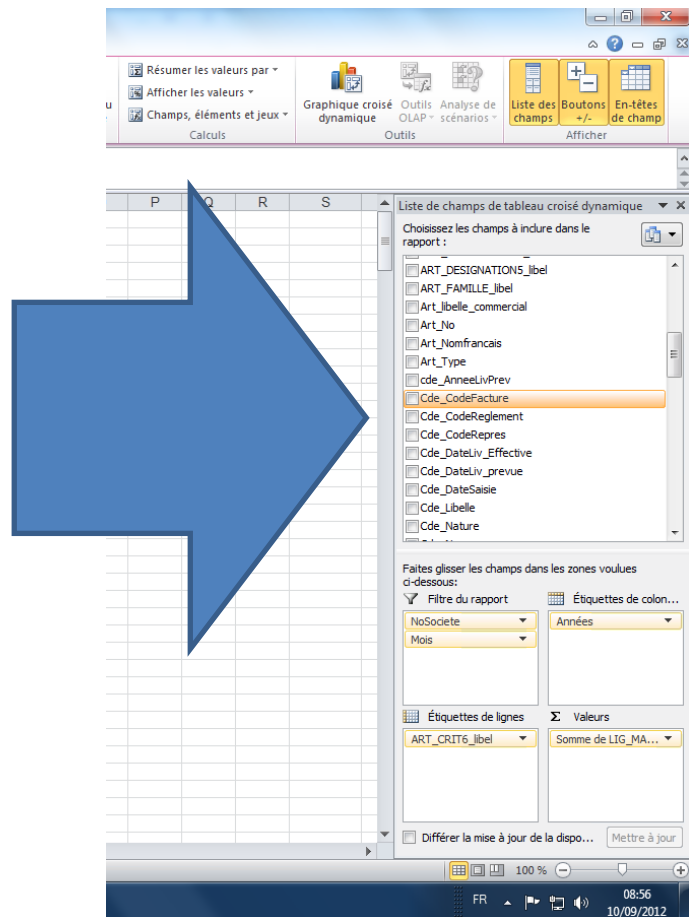 Résumer les valeurs par
Afficher les valeurs
Champs, éléments et jeux
Calculs
Graphique croisé
dynamique
Outils
OLAP
Analyse de
scénarios
Outils
Liste des
champs
Boutons
+/-
En-têtes
de champ
Afficher
P Q R S
Liste de champs de tableau croisé dynamique
Choisissez les champs à inclure dans le
rapport :
ART_DESIGNATION5_libel
ART_FAMILLE_libel
Art_libelle_commercial
Art_No
Art_Nomfrancais
Art_Type
cde_AnneeLivPrev
Cde_CodeFacture
Cde_CodeReglement
Cde_CodeRepres
Cde_DateLiv_Effective
Cde_DateLiv_prevue
Cde_DateSaisie
Cde_Libelle
Cde_Nature
Faites glisser les champs dans les zones voulues
ci-dessous:
Filtre du rapport
Étiquettes de colon...
NoSociete
Mois
Années
Étiquettes de lignes
Σ Valeurs
ART_CRIT6_libel
Somme de LIG_MA...
Différer la mise à jour de la dispo...
Mettre à jour
100 %
FR
08:56
10/09/2012